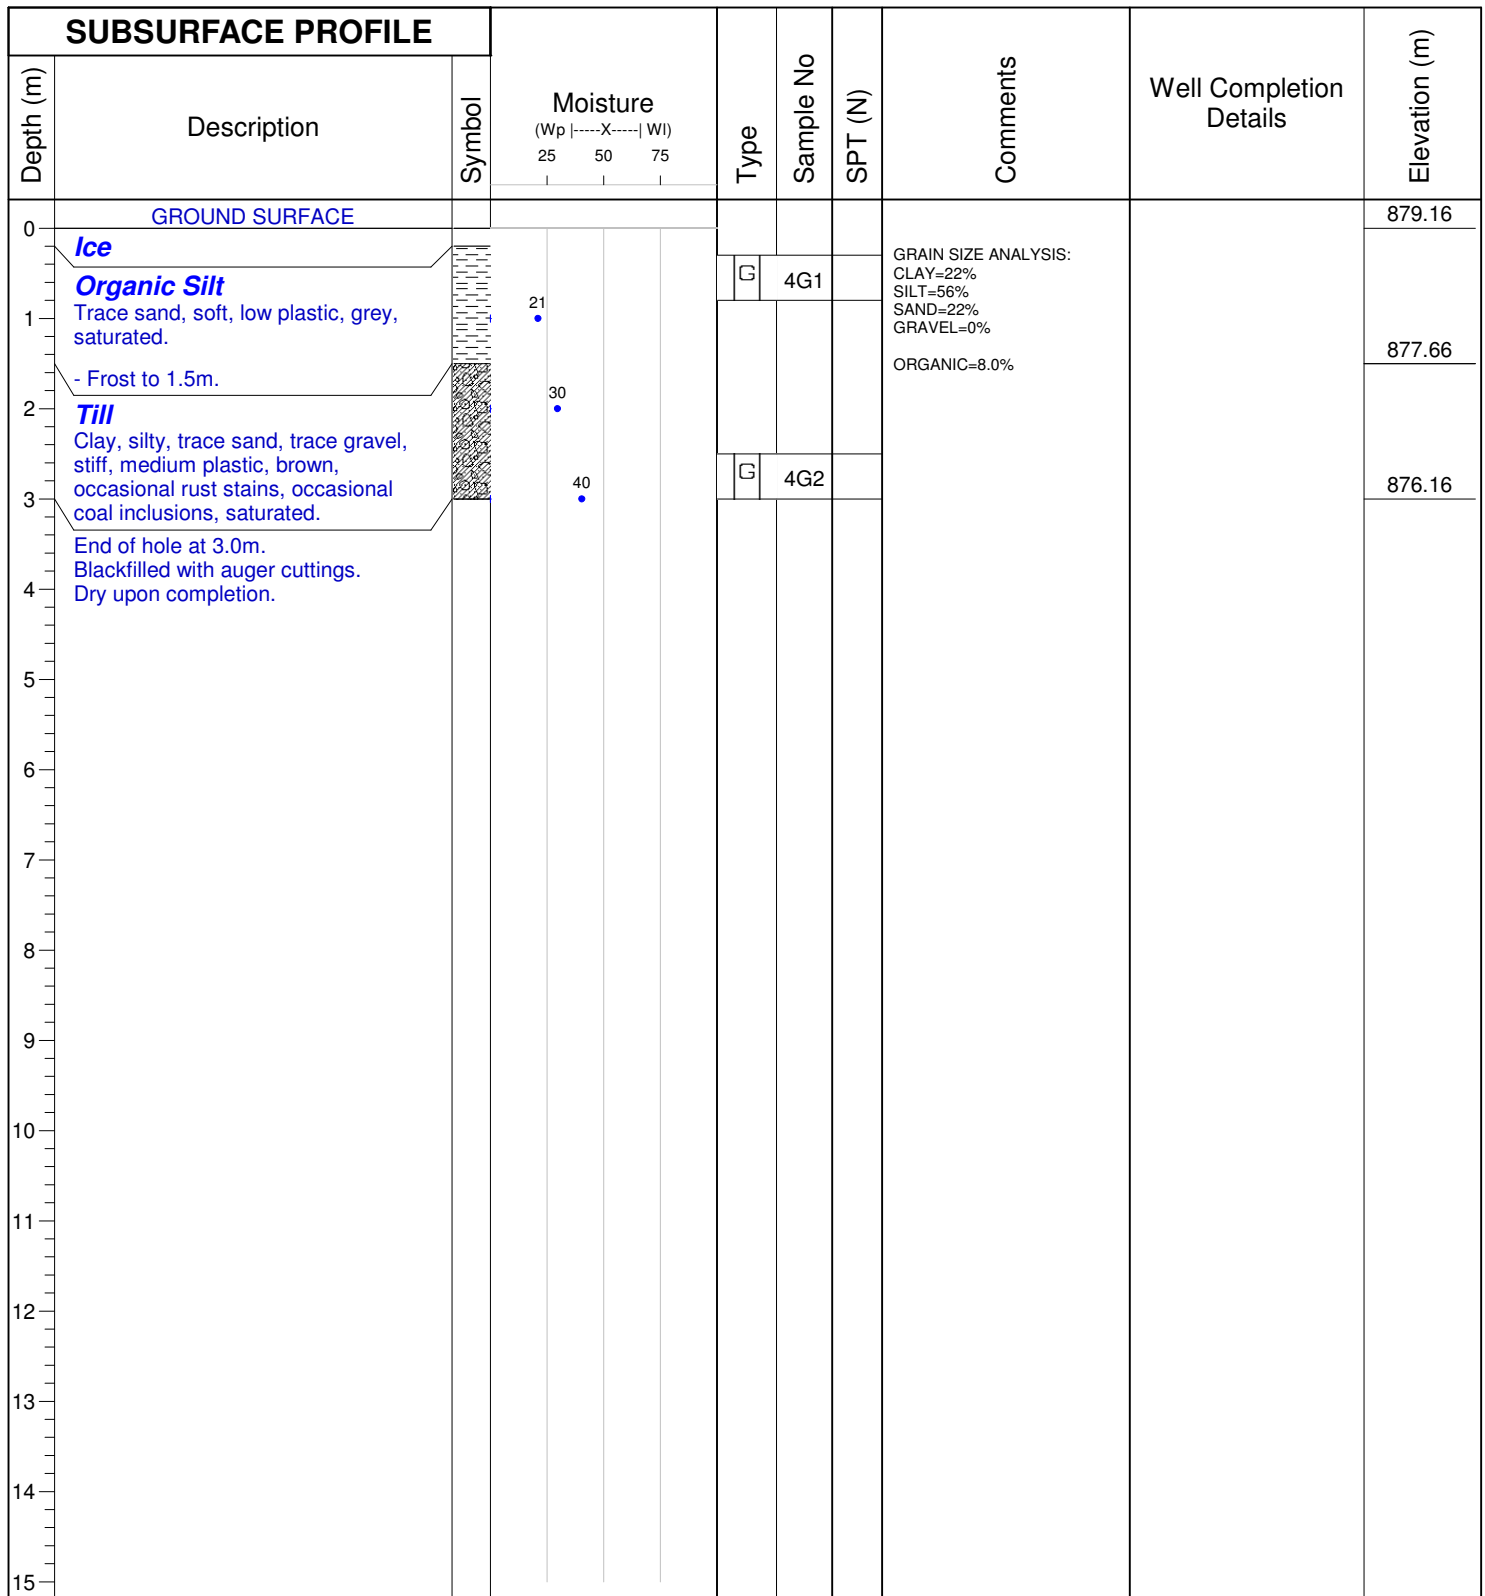 SUBSURFACE PROFILE
Depth (m)
Description
Symbol
Moisture
(Wp |-----X-----| Wl)
25 50 75
Type
Sample No
SPT (N)
Comments
Well Completion
Details
Elevation (m)
GROUND SURFACE
879.16
0
Ice
Organic Silt
Trace sand, soft, low plastic, grey,
saturated.
- Frost to 1.5m.
21
G
4G1
GRAIN SIZE ANALYSIS:
CLAY=22%
SILT=56%
SAND=22%
GRAVEL=0%
ORGANIC=8.0%
877.66
1
2
Till
Clay, silty, trace sand, trace gravel,
stiff, medium plastic, brown,
occasional rust stains, occasional
coal inclusions, saturated.
30
40
G
4G2
876.16
3
End of hole at 3.0m.
Blackfilled with auger cuttings.
Dry upon completion.
4
5
6
7
8
9
10
11
12
13
14
15